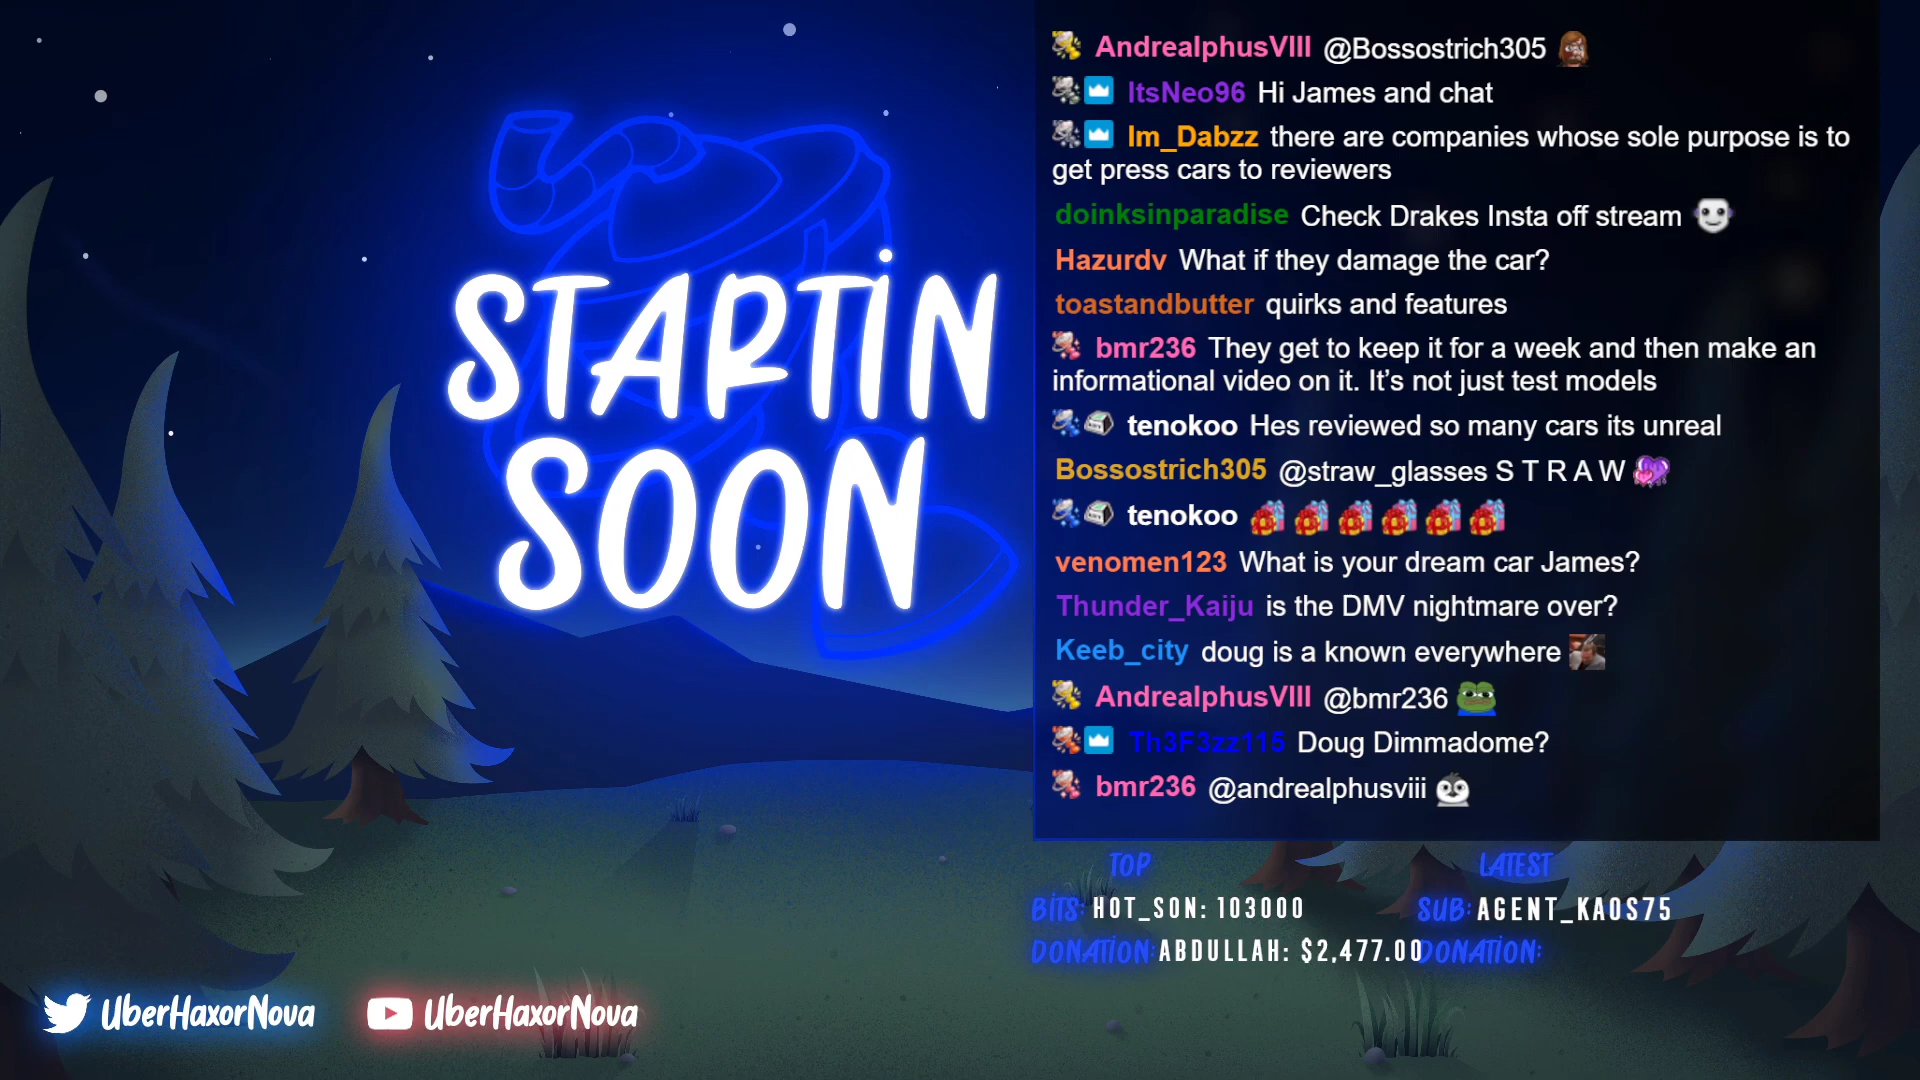 STARTIN
SOON
AndrealphusVIII @Bossostrich305
ItsNeo96 Hi James and chat
Im_Dabzz there are companies whose sole purpose is to
get press cars to reviewers
doinksinparadise Check Drakes Insta off stream
Hazurdv What if they damage the car?
toastandbutter quirks and features
bmr236 They get to keep it for a week and then make an
informational video on it. It's not just test models
tenokoo Hes reviewed so many cars its unreal
Bossostrich305 @straw_glasses S T R A W
tenokoo
venomen123 What is your dream car James?
Thunder_Kaiju is the DMV nightmare over?
Keeb_city doug is a known everywhere
AndrealphusVIII @bmr236
Th3F3zz115 Doug Dimmadome?
bmr236 @andrealphusviii
TOP
BITS: HOT_SON: 103000
DONATION: ABDULLAH: $2,477.00
LATEST
SUB: AGENT_KAOS75
DONATION:
UberHaxorNova
UberHaxorNova